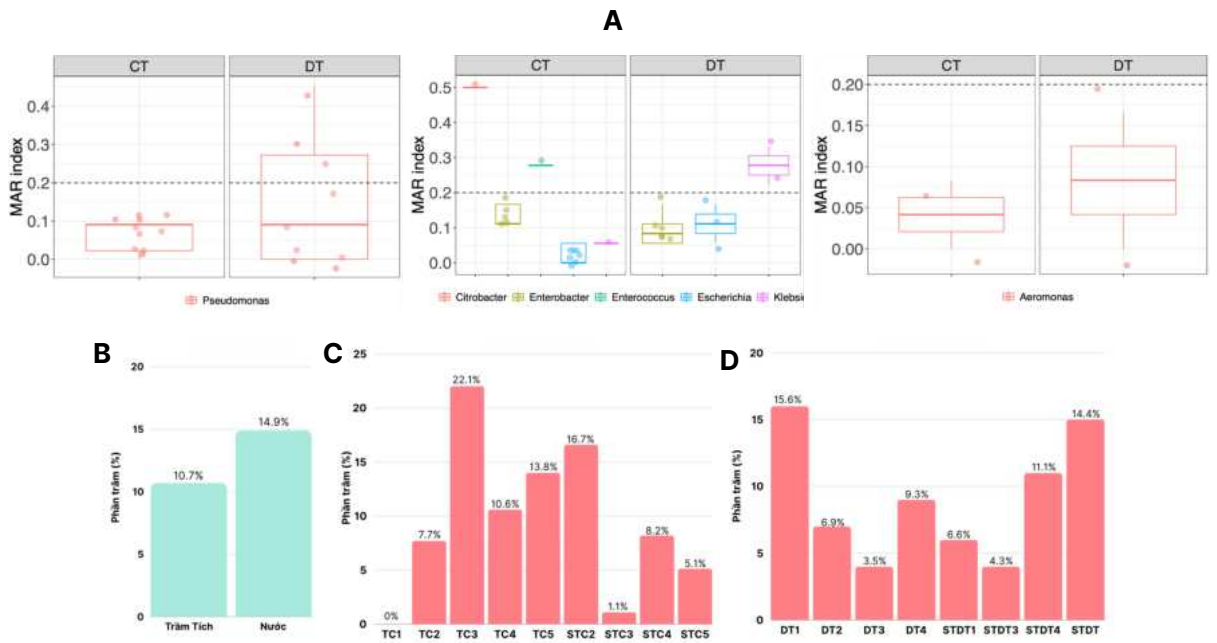 A
CT DT
MAR index
0.4
0.3
0.2
0.1
0.0
Pseudomonas
CT DT
MAR index
0.5
0.4
0.3
0.2
0.1
0.0
Citrobacter Enterobacter Enterococcus Escherichia Klebsie
CT DT
MAR index
0.20
0.15
0.10
0.05
0.00
Aeromonas
B
Phần trăm (%)
20
15
10
5
0
10.7%
14.9%
Trầm Tích Nước
C
Phần trăm (%)
25
20
15
10
5
0
0%
7.7%
22.1%
10.6%
13.8%
16.7%
1.1%
8.2%
5.1%
TC1 TC2 TC3 TC4 TC5 STC2 STC3 STC4 STC5
D
Phần trăm (%)
20
15
10
5
0
15.6%
6.9%
3.5%
9.3%
6.6%
4.3%
11.1%
14.4%
DT1 DT2 DT3 DT4 STDT1 STDT3 STDT4 STDT